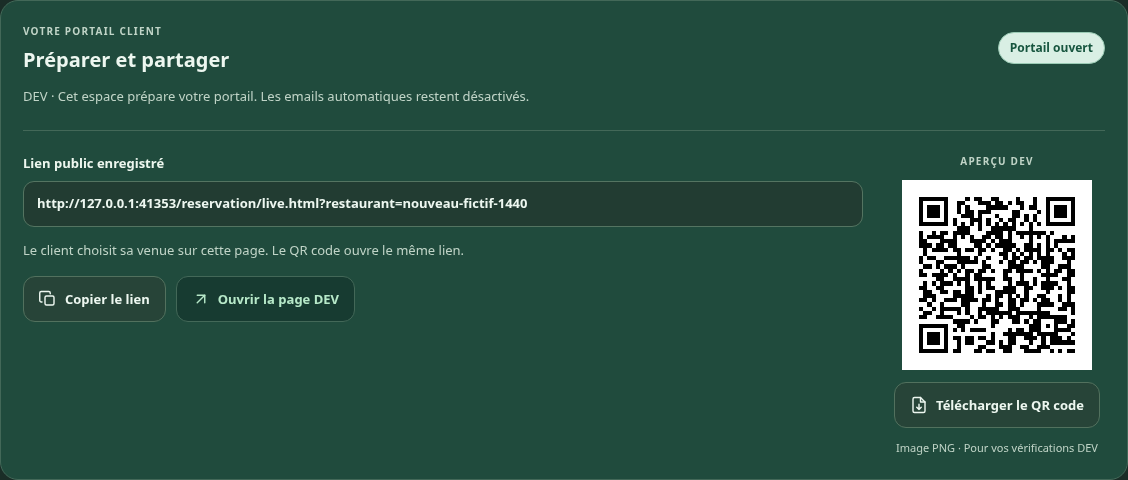 VOTRE PORTAIL CLIENT
Préparer et partager
Portail ouvert
DEV · Cet espace prépare votre portail. Les emails automatiques restent désactivés.
Lien public enregistré
http://127.0.0.1:41353/reservation/live.html?restaurant=nouveau-fictif-1440
Le client choisit sa venue sur cette page. Le QR code ouvre le même lien.
Copier le lien
Ouvrir la page DEV
APERÇU DEV
Télécharger le QR code
Image PNG · Pour vos vérifications DEV